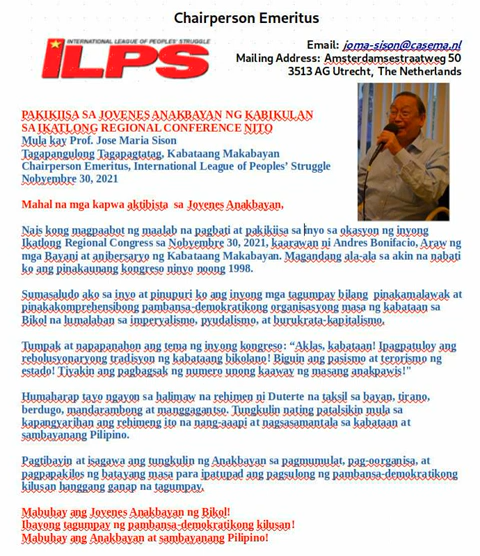 Chairperson Emeritus
INTERNATIONAL LEAGUE OF PEOPLES' STRUGGLE
ILPS
Email: joma-sison@casema.nl
Mailing Address: Amsterdamsestraatweg 50
3513 AG Utrecht, The Netherlands
PAKIKIISA SA JOVENES ANAKBAYAN NG KABIKULAN
SA IKATLONG REGIONAL CONFERENCE NITO
Mula kay Prof. Jose Maria Sison
Tagapangulong Tagapagtatag, Kabataang Makabayan
Chairperson Emeritus, International League of Peoples' Struggle
Nobyembre 30, 2021
Mahal na mga kapwa aktibista sa Jovenes Anakbayan,
Nais kong magpaabot ng maalab na pagbati at pakikiisa sa inyo sa okasyon ng inyong
Ikatlong Regional Congress sa Nobyembre 30, 2021, kaarawan ni Andres Bonifacio, Araw ng
mga Bayani at anibersaryo ng Kabataang Makabayan. Magandang ala-ala sa akin na nabati
ko ang pinakaunang kongreso ninyo moong 1998.
Sumasaludo ako sa inyo at pinupuri ko ang inyong mga tagumpay bilang pinakamalawak at
pinakakomprehensibong pambansa-demokratikong organisasyong masa ng kabataan sa
Bikol na lumalaban sa imperyalismo, pyudalismo, at burukrata-kapitalismo,
Tumpak at napapanahon ang tema ng inyong kongreso: “Aklas, kabataan! Ipagpatuloy ang
rebolusyonaryong tradisyon ng kabataang bikolano! Biguin ang pasismo at terorismo ng
estado! Tiyakin ang pagbagsak ng numero unong kaaway ng masang anakpawis!"
Humaharap tayo ngayon sa halimaw na rehimen ni Duterte na taksil sa bayan, tirano,
berdugo, mandarambong at manggagantso. Tungkulin nating patalsikin mula sa
kapangyarihan ang rehimeng ito na nang-aapi at nagsasamantala sa kabataan at
sambayanang Pilipino.
Pagtibayin at isagawa ang tungkulin ng Anakbayan sa pagmumulat, pag-oorganisa, at
pagpapakilos ng batayang masa para ipatupad ang pagsulong ng pambansa-demokratikong
kilusan hanggang ganap na tagumpay,
Mabuhay ang Jovenes Anakbayan ng Bikol!
Ibayong tagumpay ng pambansa-demokratikong kilusan!
Mabuhay ang Anakbayan at sambayanang Pilipino!